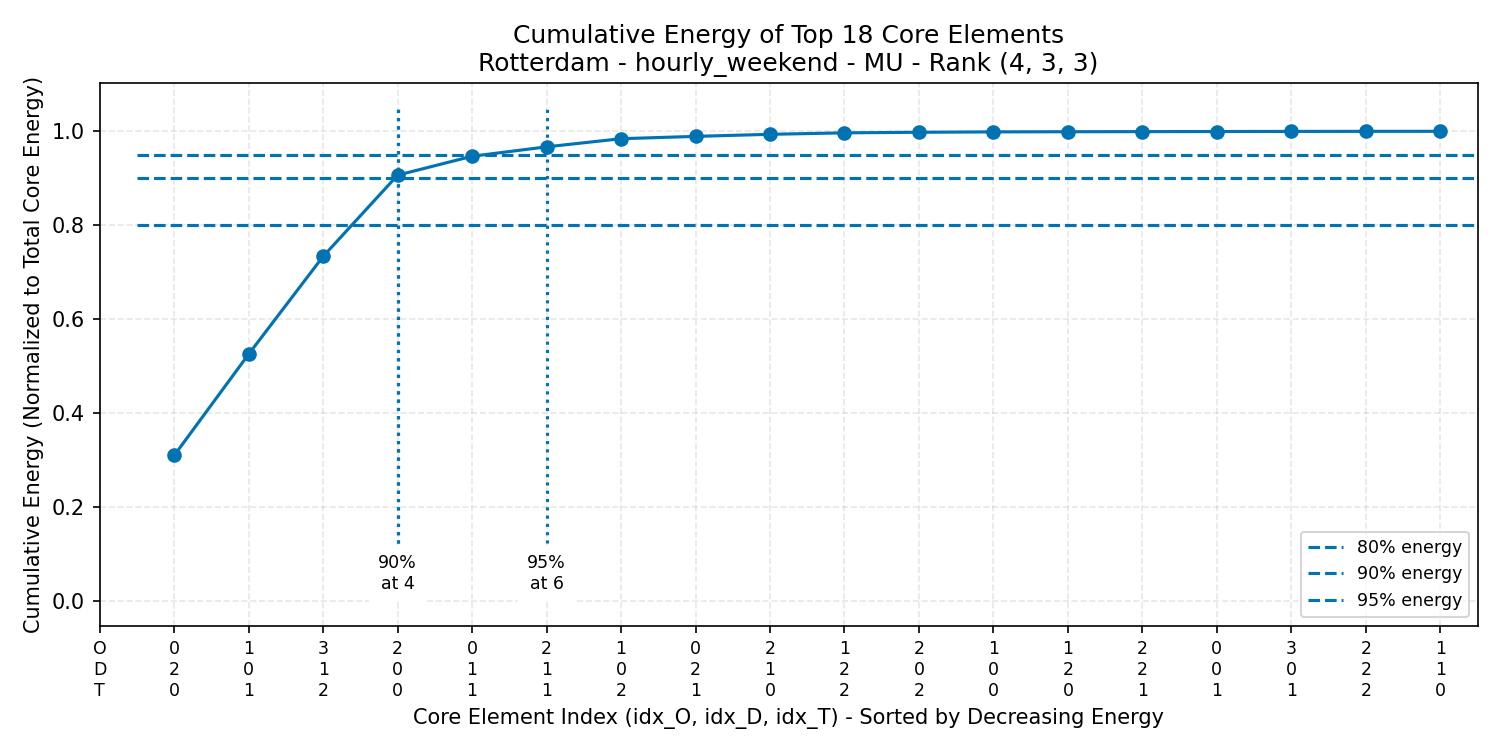 Cumulative Energy of Top 18 Core Elements
Rotterdam - hourly_weekend - MU - Rank (4, 3, 3)
Cumulative Energy (Normalized to Total Core Energy)
1.0
0.8
0.6
0.4
0.2
0.0
90%
at 4
95%
at 6
80% energy
90% energy
95% energy
O 0 1 3 2 0 2 1 0 2 1 2 1 1 2 0 3 2 1
D 2 0 1 0 1 1 0 2 1 2 0 0 2 2 0 0 2 1
T 0 1 2 0 1 1 2 1 0 2 2 0 0 1 1 1 2 0
Core Element Index (idx_O, idx_D, idx_T) - Sorted by Decreasing Energy